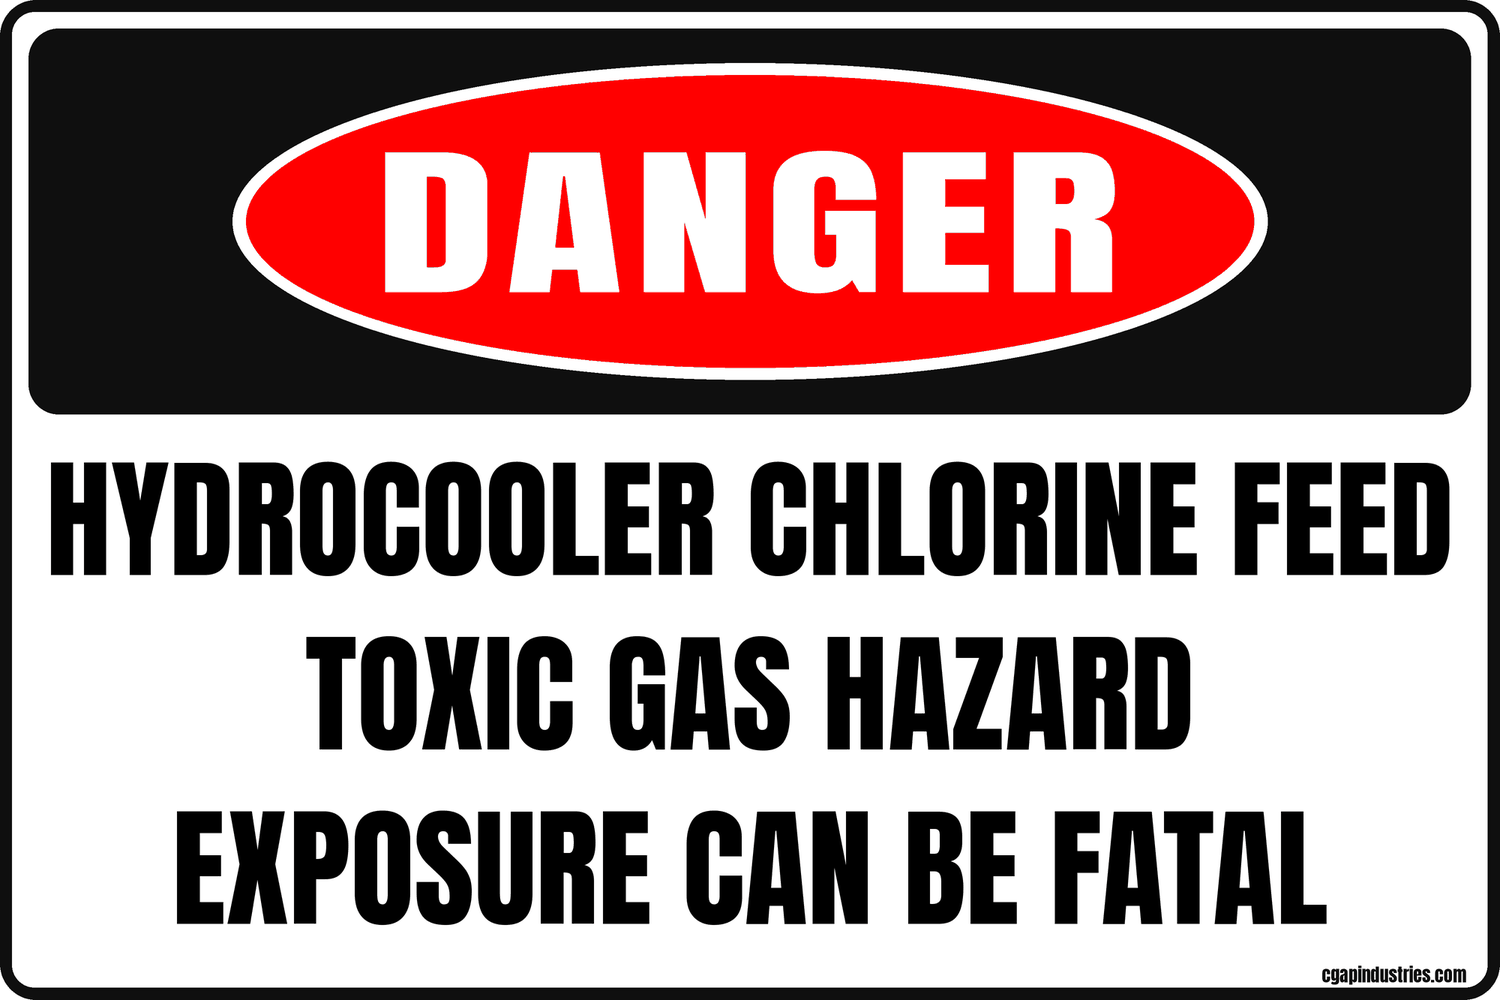 DANGER
HYDROCOOLER CHLORINE FEED
TOXIC GAS HAZARD
EXPOSURE CAN BE FATAL
cgapindustries.com